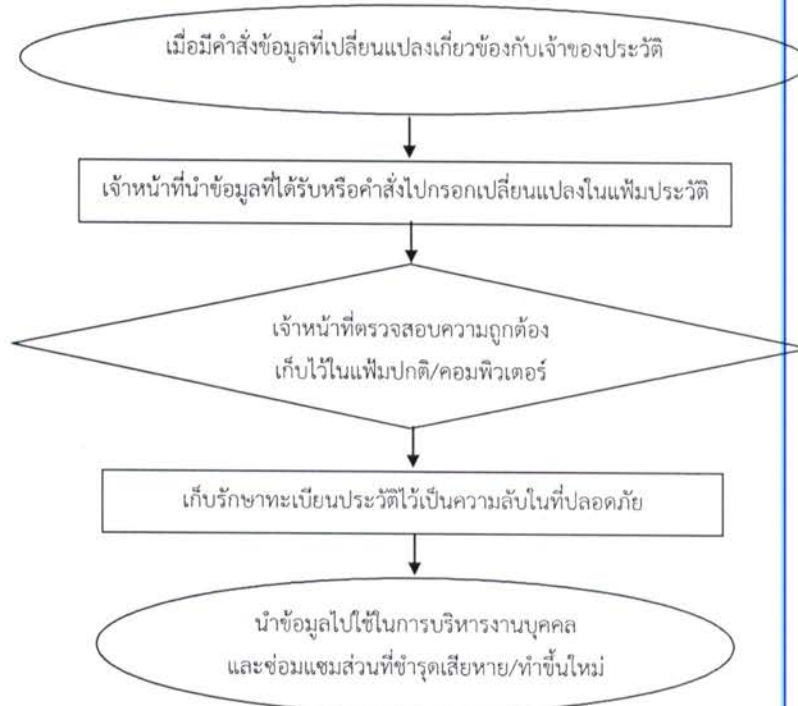 เมื่อมีคำสั่งข้อมูลที่เปลี่ยนแปลงเกี่ยวข้องกับเจ้าของประวัติ
เจ้าหน้าที่นำข้อมูลที่ได้รับหรือคำสั่งไปกรอกเปลี่ยนแปลงในแฟ้มประวัติ
เจ้าหน้าที่ตรวจสอบความถูกต้อง
เก็บไว้ในแฟ้มปกติ/คอมพิวเตอร์
เก็บรักษาทะเบียนประวัติไว้เป็นความลับในที่ปลอดภัย
นำข้อมูลไปใช้ในการบริหารงานบุคคล
และซ่อมแซมส่วนที่ชำรุดเสียหาย/ทำขึ้นใหม่